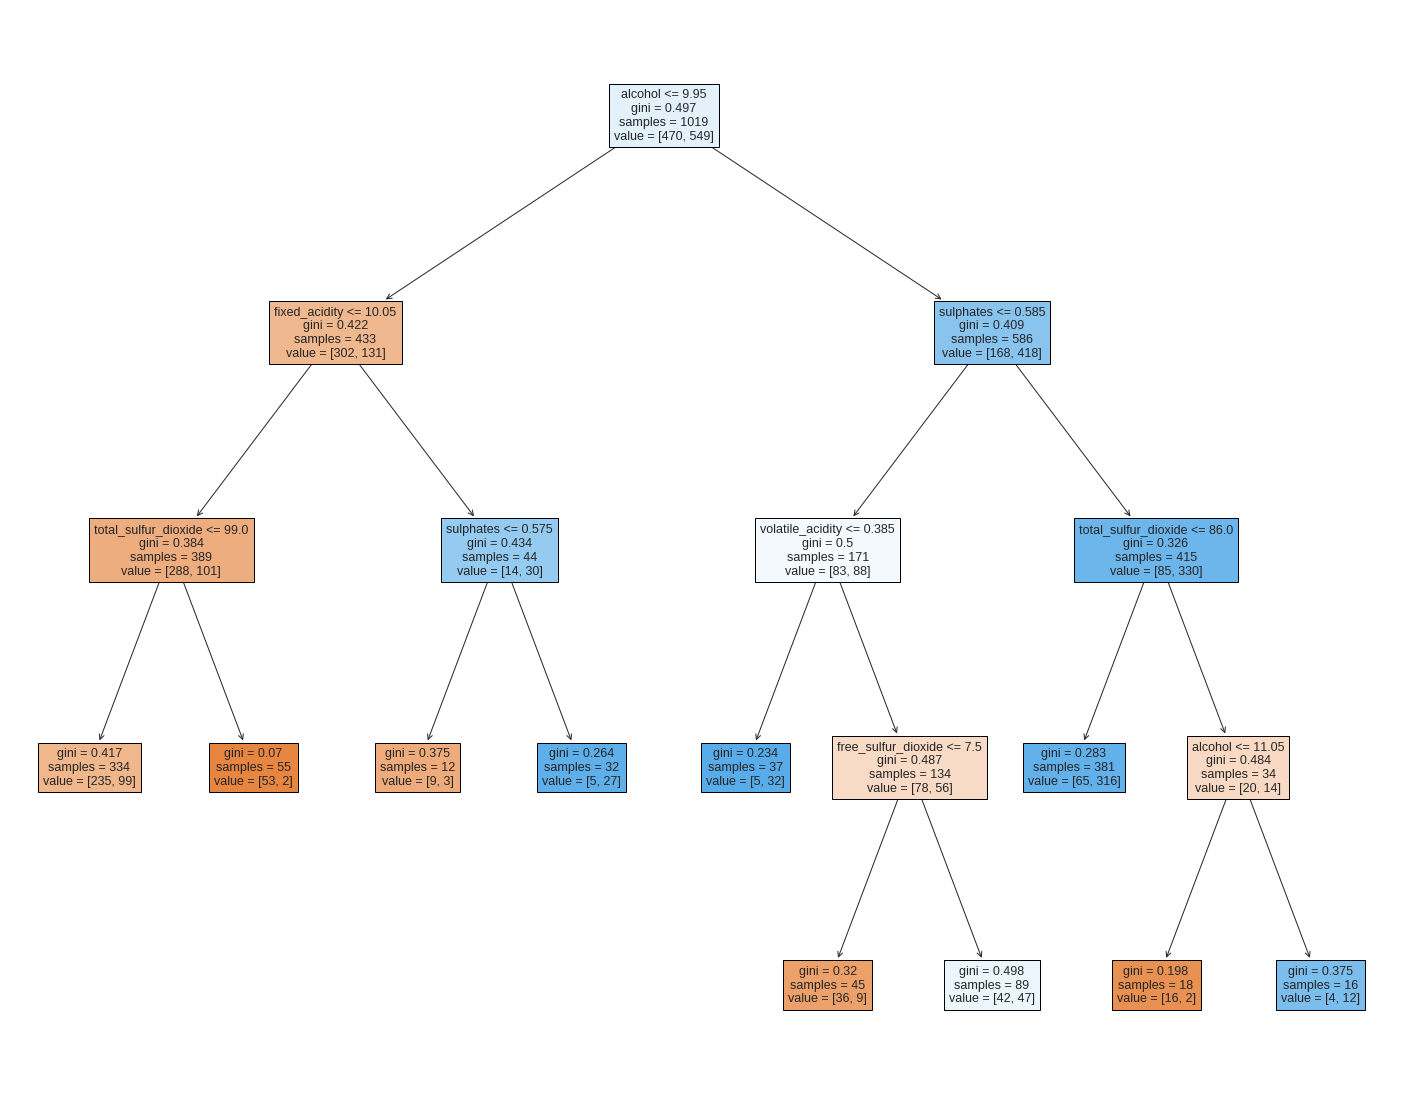 alcohol <= 9.95
gini = 0.497
samples = 1019
value = [470, 549]
fixed_acidity <= 10.05
gini = 0.422
samples = 433
value = [302, 131]
sulphates <= 0.585
gini = 0.409
samples = 586
value = [168, 418]
total_sulfur_dioxide <= 99.0
gini = 0.384
samples = 389
value = [288, 101]
sulphates <= 0.575
gini = 0.434
samples = 44
value = [14, 30]
volatile_acidity <= 0.385
gini = 0.5
samples = 171
value = [83, 88]
total_sulfur_dioxide <= 86.0
gini = 0.326
samples = 415
value = [85, 330]
gini = 0.417
samples = 334
value = [235, 99]
gini = 0.07
samples = 55
value = [53, 2]
gini = 0.375
samples = 12
value = [9, 3]
gini = 0.264
samples = 32
value = [5, 27]
gini = 0.234
samples = 37
value = [5, 32]
free_sulfur_dioxide <= 7.5
gini = 0.487
samples = 134
value = [78, 56]
gini = 0.283
samples = 381
value = [65, 316]
alcohol <= 11.05
gini = 0.484
samples = 34
value = [20, 14]
gini = 0.32
samples = 45
value = [36, 9]
gini = 0.498
samples = 89
value = [42, 47]
gini = 0.198
samples = 18
value = [16, 2]
gini = 0.375
samples = 16
value = [4, 12]